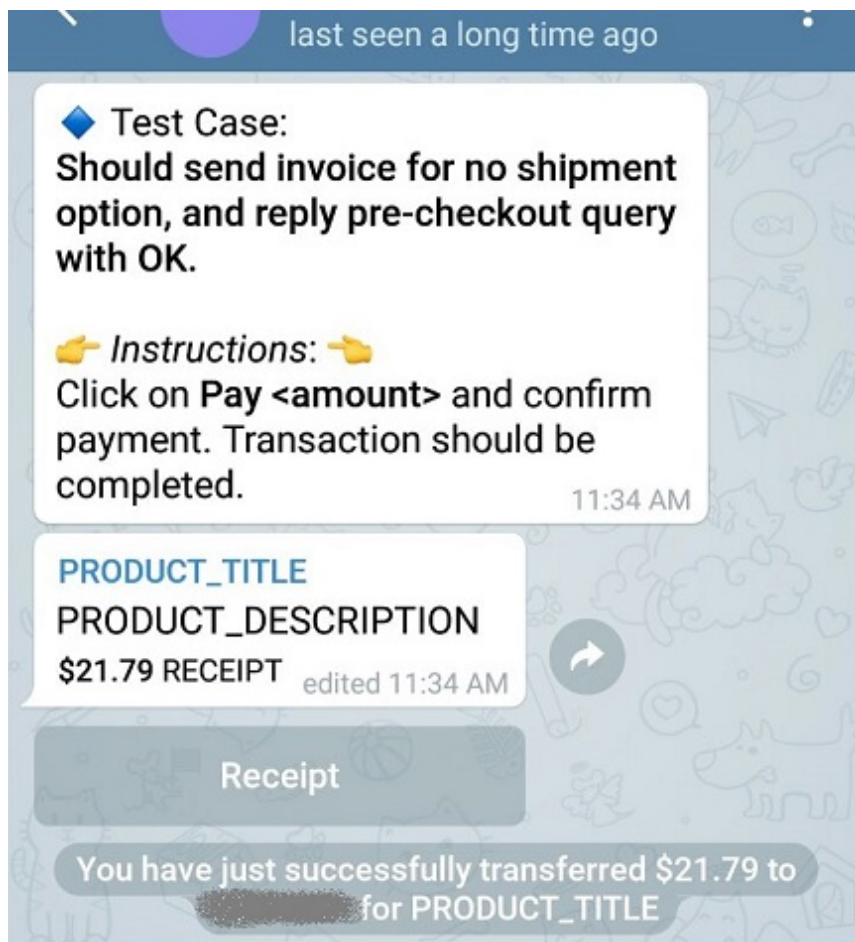 last seen a long time ago
🔷 Test Case:
Should send invoice for no shipment
option, and reply pre-checkout query
with OK.
👉 Instructions: 👈
Click on Pay <amount> and confirm
payment. Transaction should be
completed.
11:34 AM
PRODUCT_TITLE
PRODUCT_DESCRIPTION
$21.79 RECEIPT
edited 11:34 AM
Receipt
You have just successfully transferred $21.79 to
for PRODUCT_TITLE